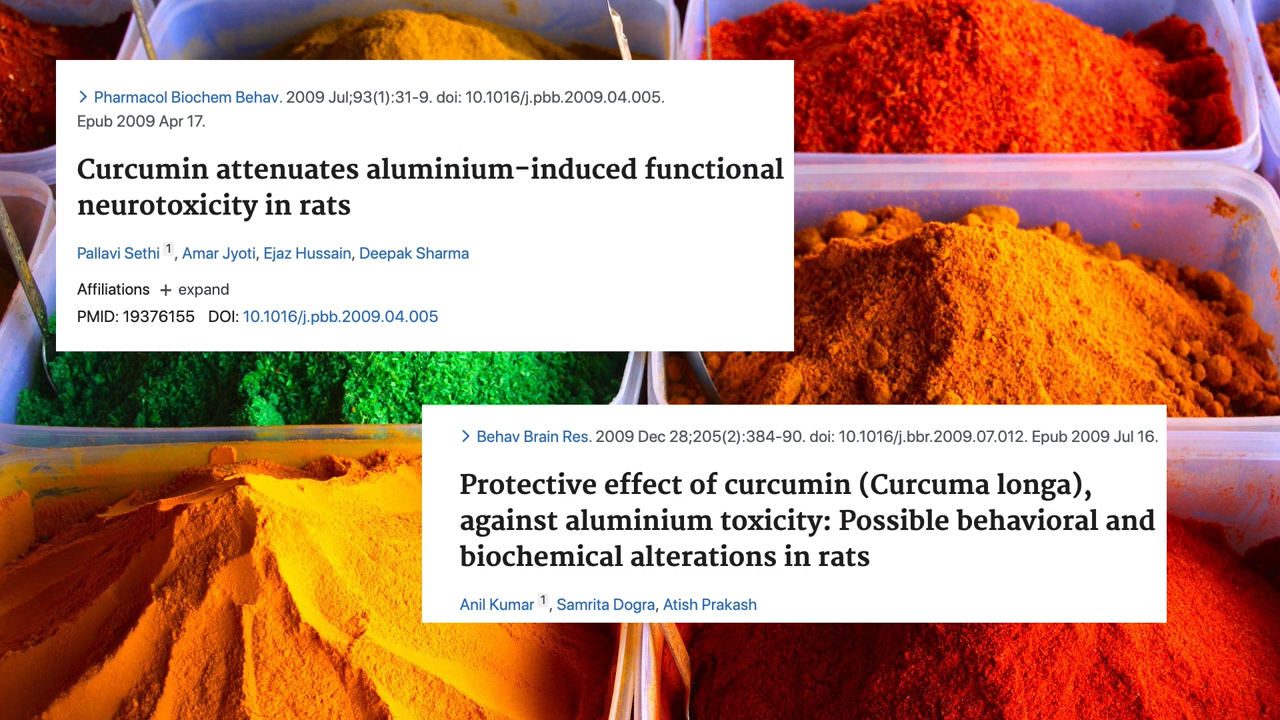 Pharmacol Biochem Behav. 2009 Jul;93(1):31-9. doi: 10.1016/j.pbb.2009.04.005.
Epub 2009 Apr 17.
Curcumin attenuates aluminium-induced functional
neurotoxicity in rats
Pallavi Sethi 1, Amar Jyoti, Ejaz Hussain, Deepak Sharma
Affiliations + expand
PMID: 19376155 DOI: 10.1016/j.pbb.2009.04.005
Behav Brain Res. 2009 Dec 28;205(2):384-90. doi: 10.1016/j.bbr.2009.07.012. Epub 2009 Jul 16.
Protective effect of curcumin (Curcuma longa),
against aluminium toxicity: Possible behavioral and
biochemical alterations in rats
Anil Kumar 1, Samrita Dogra, Atish Prakash